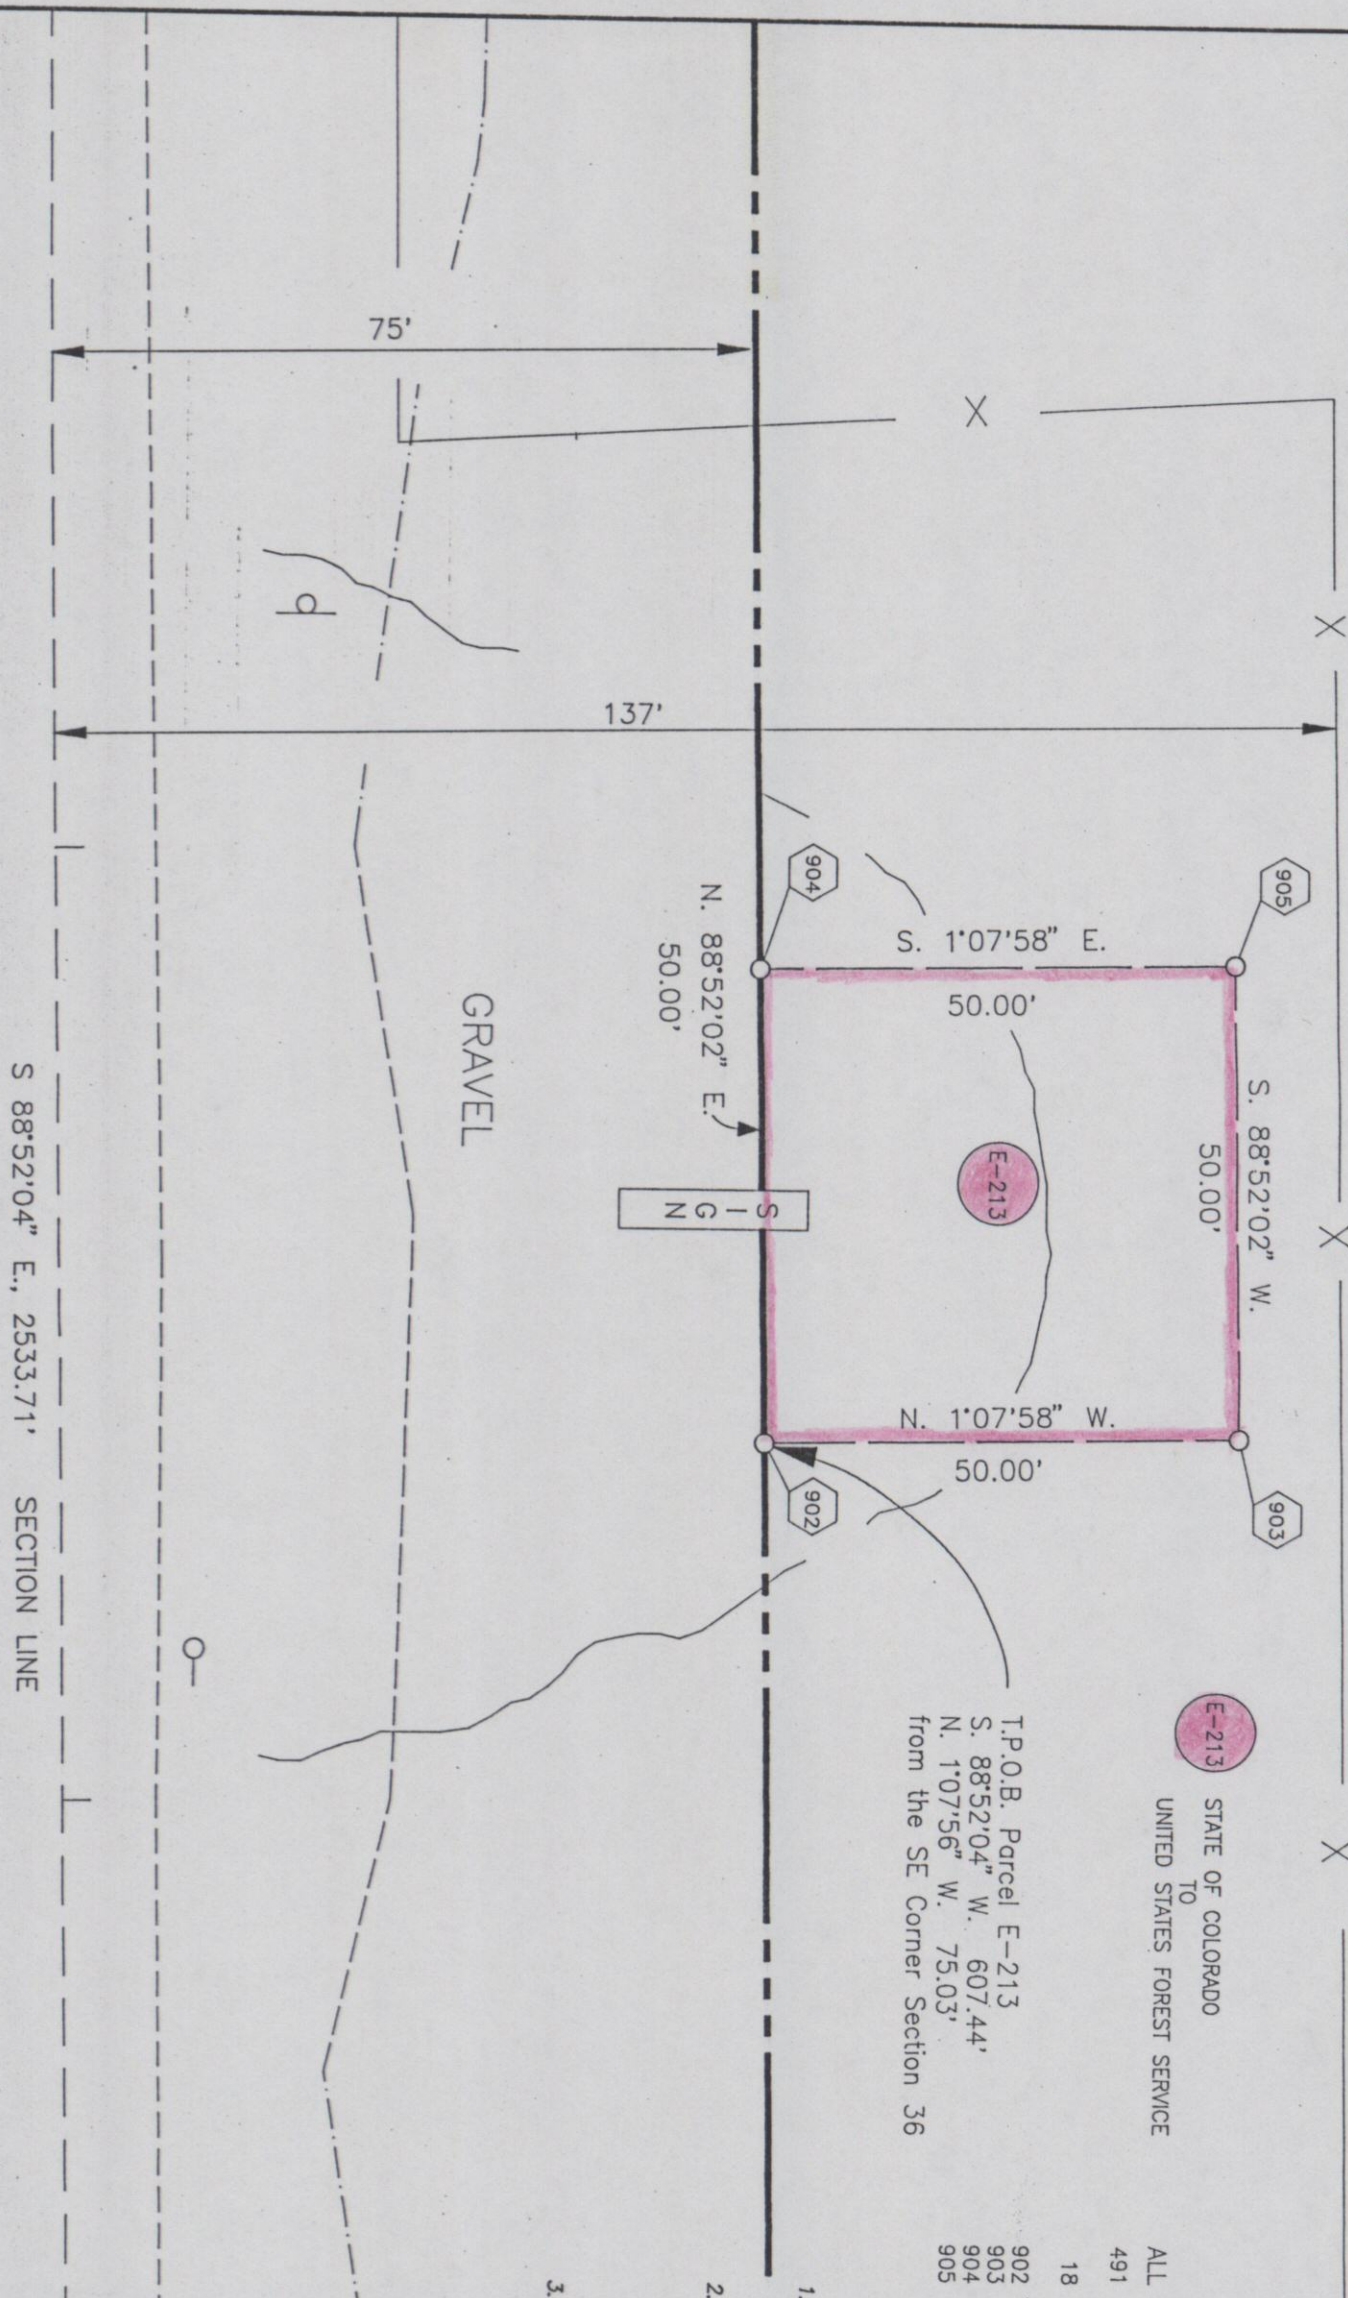 75'
137'
905
904
903
902
S. 1°07'58" E.
50.00'
S. 88°52'02" W.
50.00'
N. 88°52'02" E.
50.00'
N. 1°07'58" W.
50.00'
E-213
SIGN
GRAVEL
S 88°52'04" E., 2533.71' SECTION LINE
E-213
STATE OF COLORADO
TO
UNITED STATES FOREST SERVICE
T.P.O.B. Parcel E-213
S. 88°52'04" W. 607.44'
N. 1°07'56" W. 75.03'
from the SE Corner Section 36
ALL
491
18
902
903
904
905
1.
2.
3.
X
X
X
X